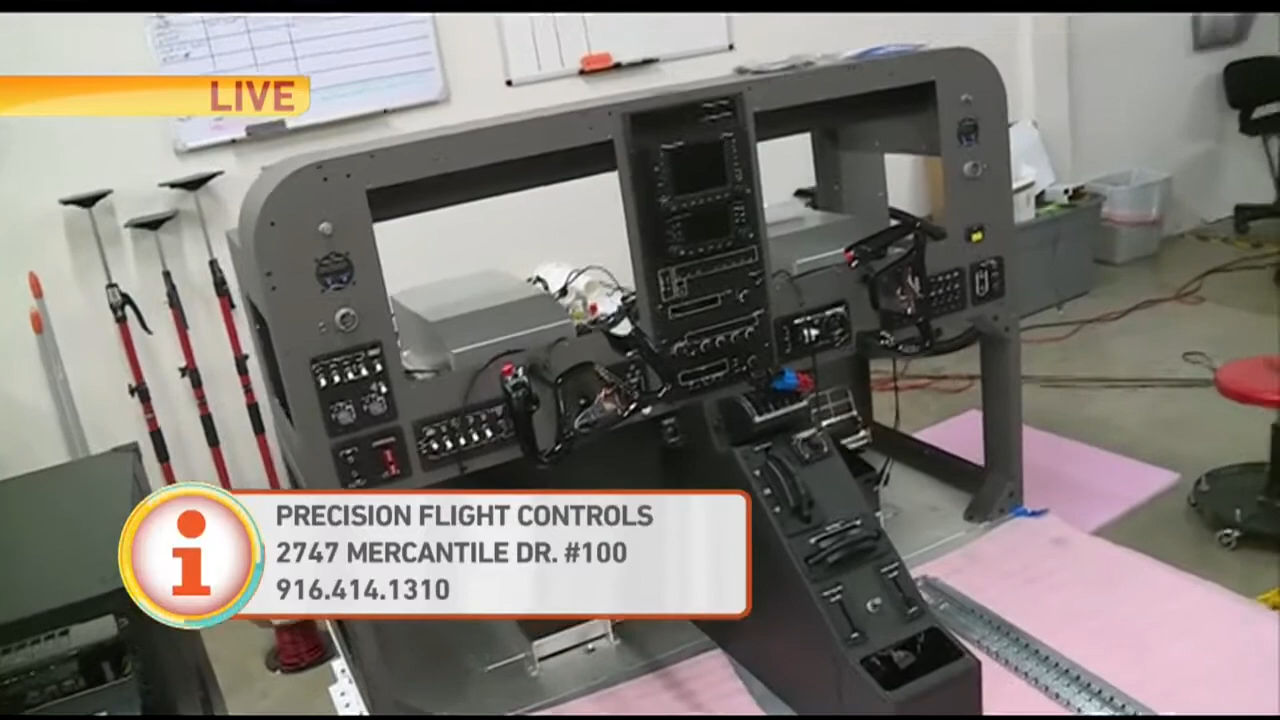 LIVE
PRECISION FLIGHT CONTROLS
2747 MERCANTILE DR. #100
916.414.1310